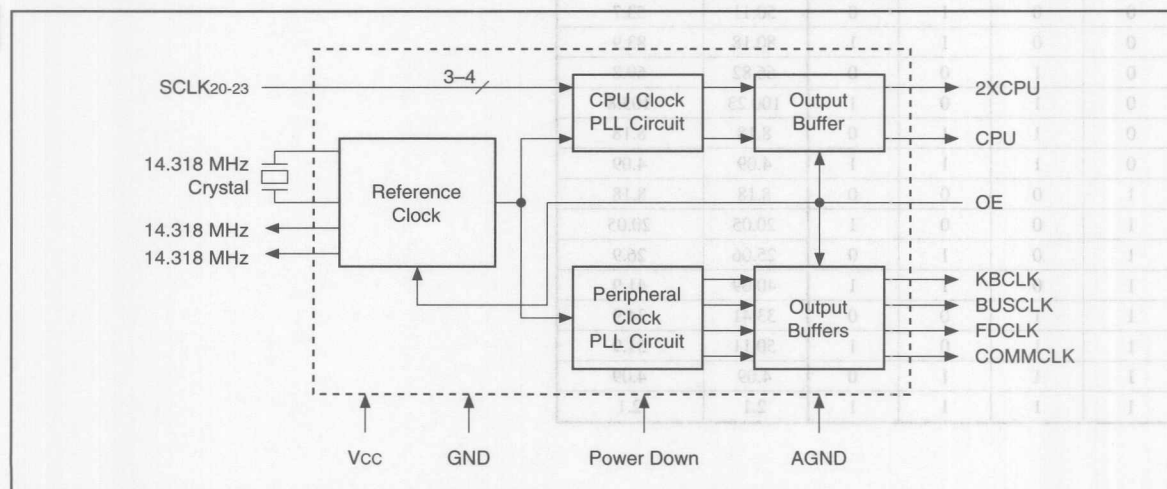 SCLK20-23
3–4
CPU Clock
PLL Circuit
Output
Buffer
2XCPU
CPU
14.318 MHz
Crystal
Reference
Clock
OE
14.318 MHz
14.318 MHz
Peripheral
Clock
PLL Circuit
Output
Buffers
KBCLK
BUSCLK
FDCLK
COMMCLK
VCC
GND
Power Down
AGND